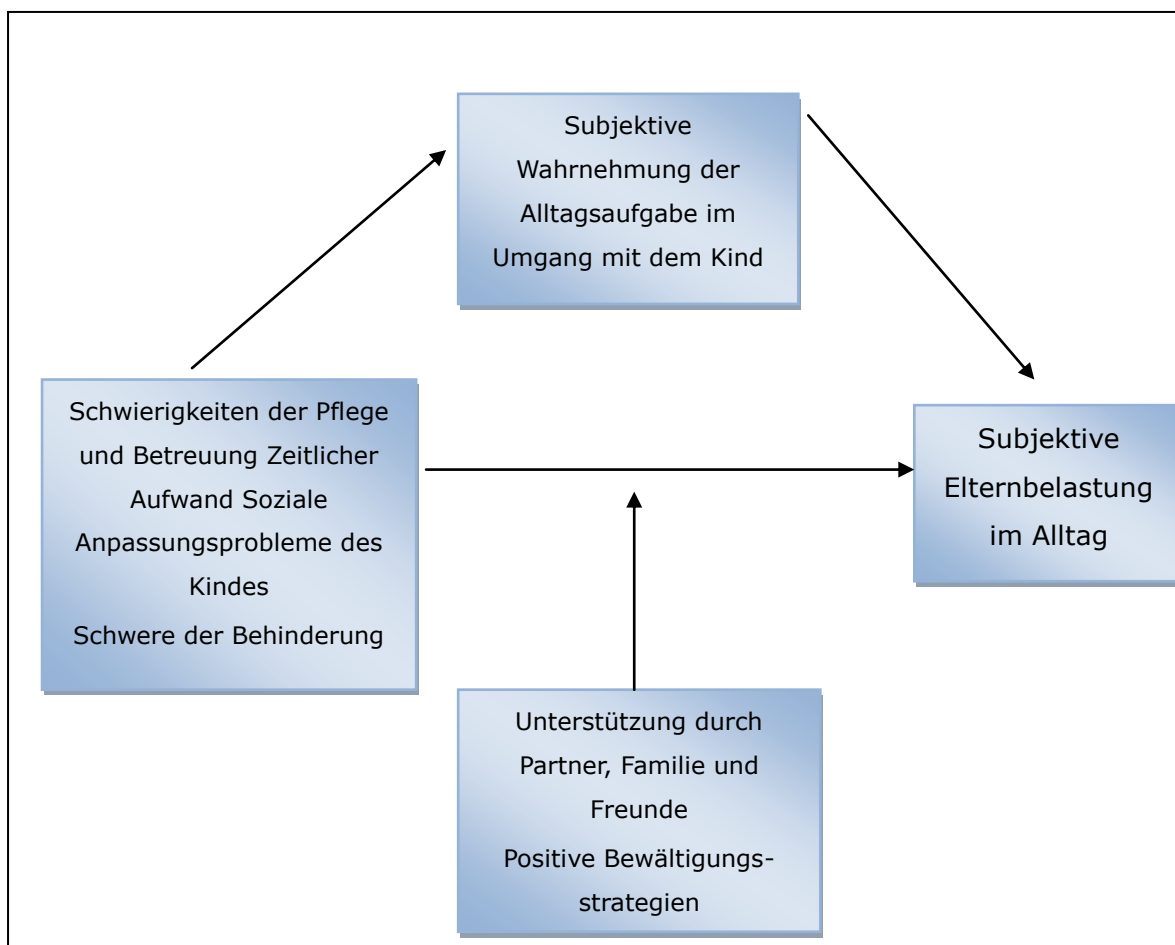 Subjektive
Wahrnehmung der
Alltagsaufgabe im
Umgang mit dem Kind
Schwierigkeiten der Pflege
und Betreuung Zeitlicher
Aufwand Soziale
Anpassungsprobleme des
Kindes
Schwere der Behinderung
Subjektive
Elternbelastung
im Alltag
Unterstützung durch
Partner, Familie und
Freunde
Positive Bewältigungs-
strategien